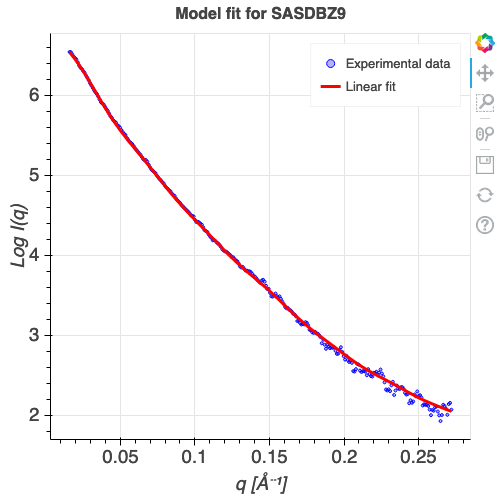 Model fit for SASDBZ9
Experimental data
Linear fit
Log I(q)
6
5
4
3
2
0.05
0.1
0.15
0.2
0.25
q [Å⁻¹]